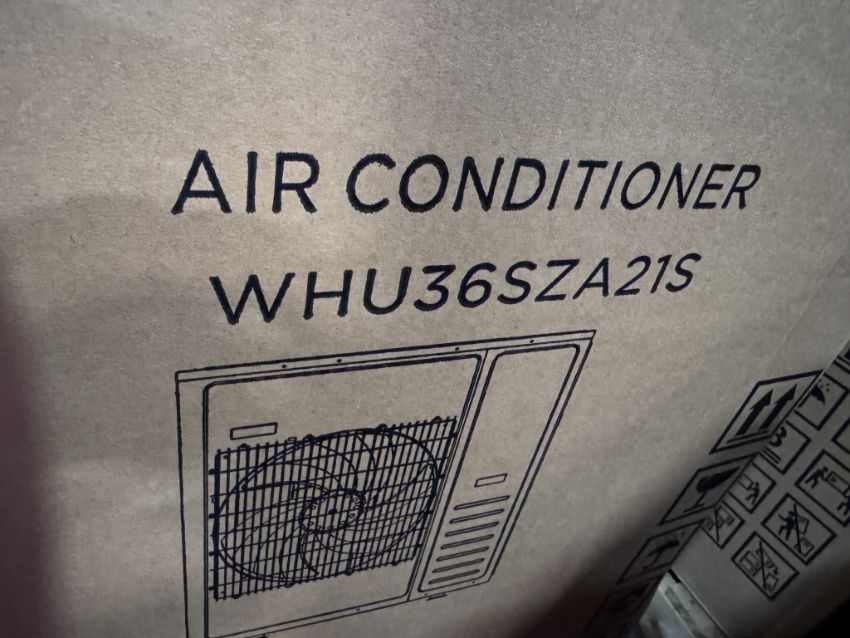 AIR CONDITIONER
WHU36SZA21S